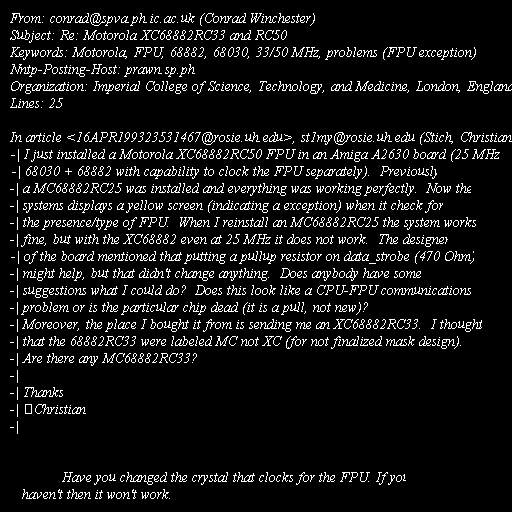 From: conrad@spva.ph.ic.ac.uk (Conrad Winchester)
Subject: Re: Motorola XC68882RC33 and RC50
Keywords: Motorola, FPU, 68882, 68030, 33/50 MHz, problems (FPU exception)
Nntp-Posting-Host: prawn.sp.ph
Organization: Imperial College of Science, Technology, and Medicine, London, England
Lines: 25

In article <16APR199323531467@rosie.uh.edu>, st1my@rosie.uh.edu (Stich, Christian
-| I just installed a Motorola XC68882RC50 FPU in an Amiga A2630 board (25 MHz
-| 68030 + 68882 with capability to clock the FPU separately).  Previously
-| a MC68882RC25 was installed and everything was working perfectly.  Now the
-| systems displays a yellow screen (indicating a exception) when it check for
-| the presence/type of FPU.  When I reinstall an MC68882RC25 the system works
-| fine, but with the XC68882 even at 25 MHz it does not work.  The designer
-| of the board mentioned that putting a pullup resistor on data_strobe (470 Ohm)
-| might help, but that didn't change anything.  Does anybody have some
-| suggestions what I could do?  Does this look like a CPU-FPU communications
-| problem or is the particular chip dead (it is a pull, not new)?
-| Moreover, the place I bought it from is sending me an XC68882RC33.  I thought
-| that the 68882RC33 were labeled MC not XC (for not finalized mask design).
-| Are there any MC68882RC33?
-|
-| Thanks
-| Christian
-|

Have you changed the crystal that clocks for the FPU. If you
haven't then it won't work.